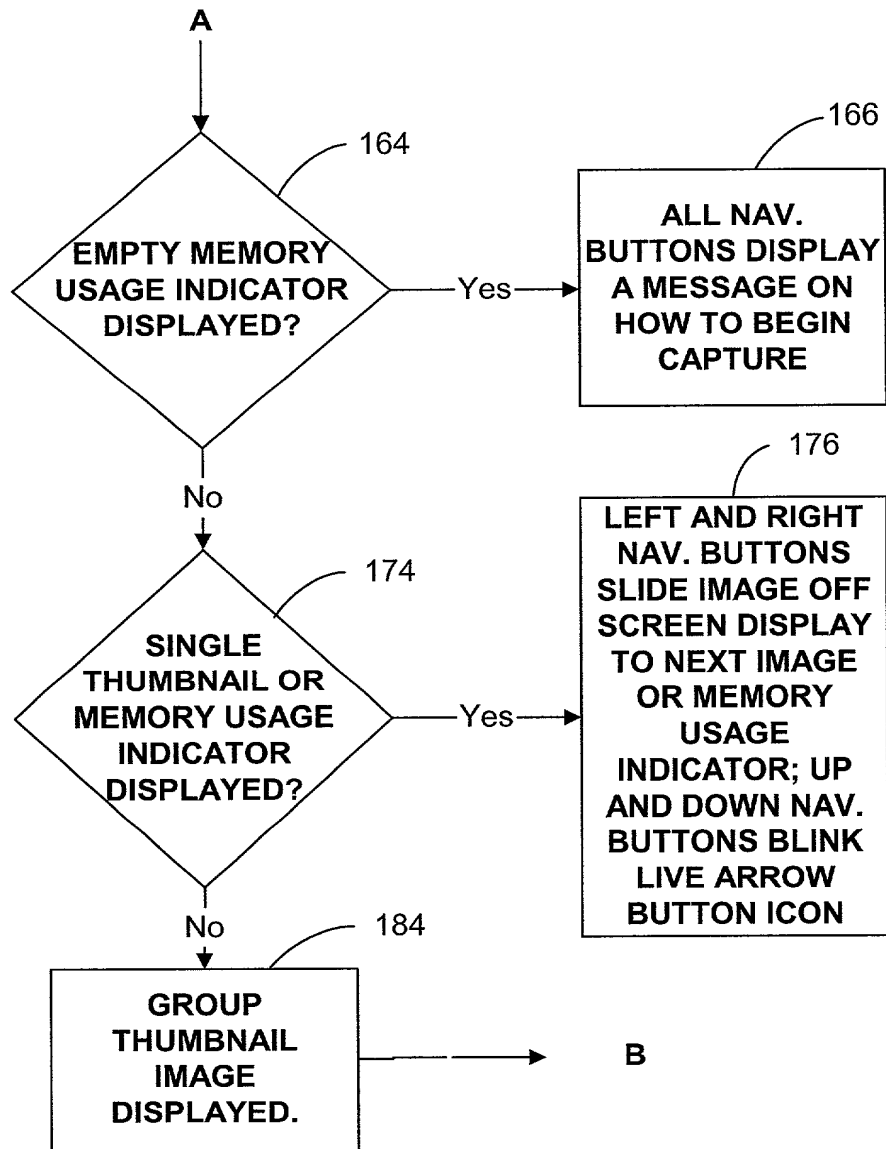 A
164
EMPTY MEMORY
USAGE INDICATOR
DISPLAYED?
Yes
166
ALL NAV.
BUTTONS DISPLAY
A MESSAGE ON
HOW TO BEGIN
CAPTURE
No
174
SINGLE
THUMBNAIL OR
MEMORY USAGE
INDICATOR
DISPLAYED?
Yes
176
LEFT AND RIGHT
NAV. BUTTONS
SLIDE IMAGE OFF
SCREEN DISPLAY
TO NEXT IMAGE
OR MEMORY
USAGE
INDICATOR; UP
AND DOWN NAV.
BUTTONS BLINK
LIVE ARROW
BUTTON ICON
No
184
GROUP
THUMBNAIL
IMAGE
DISPLAYED.
B